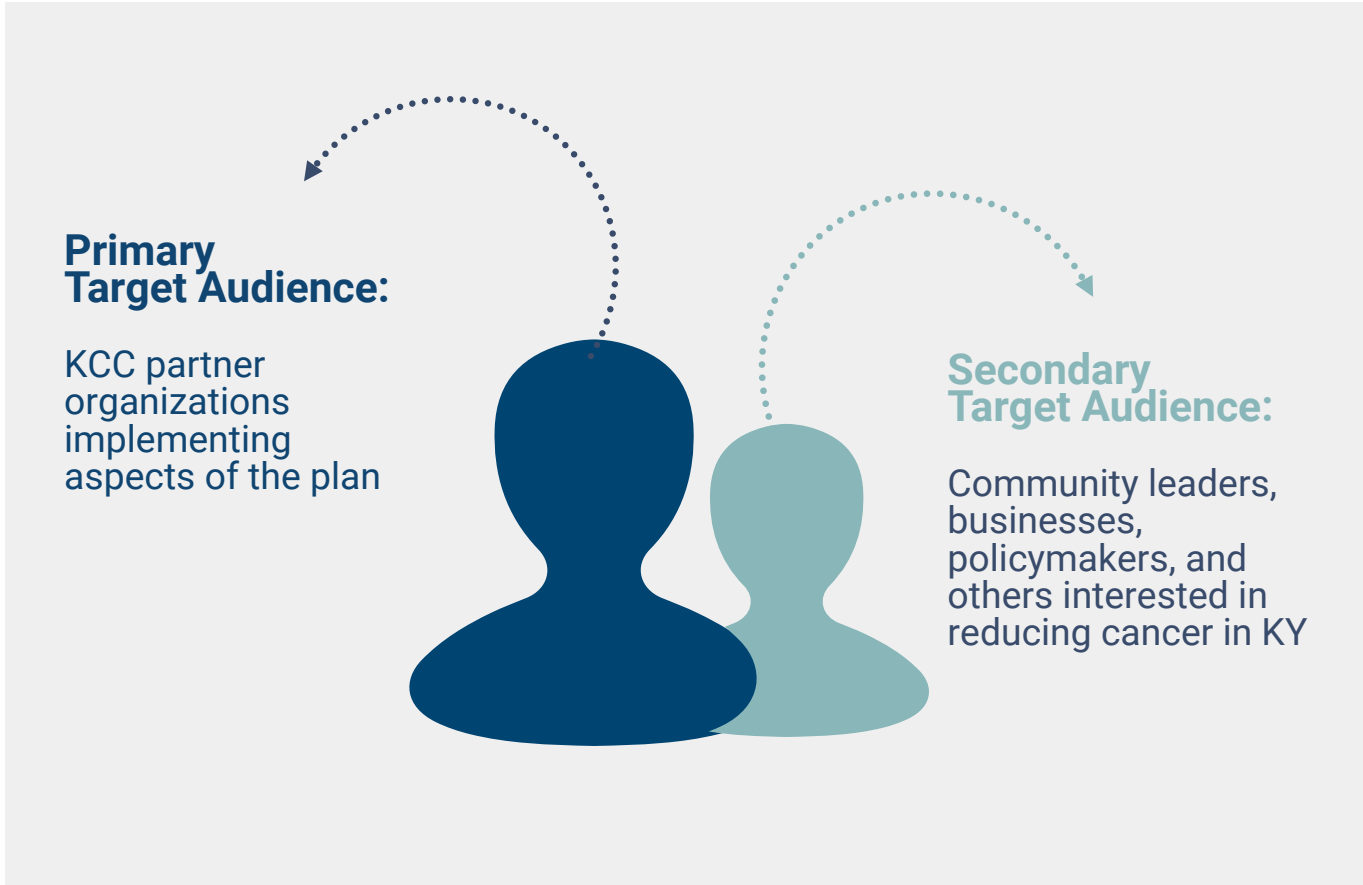 Primary
Target Audience:
KCC partner
organizations
implementing
aspects of the plan
Secondary
Target Audience:
Community leaders,
businesses,
policymakers, and
others interested in
reducing cancer in KY